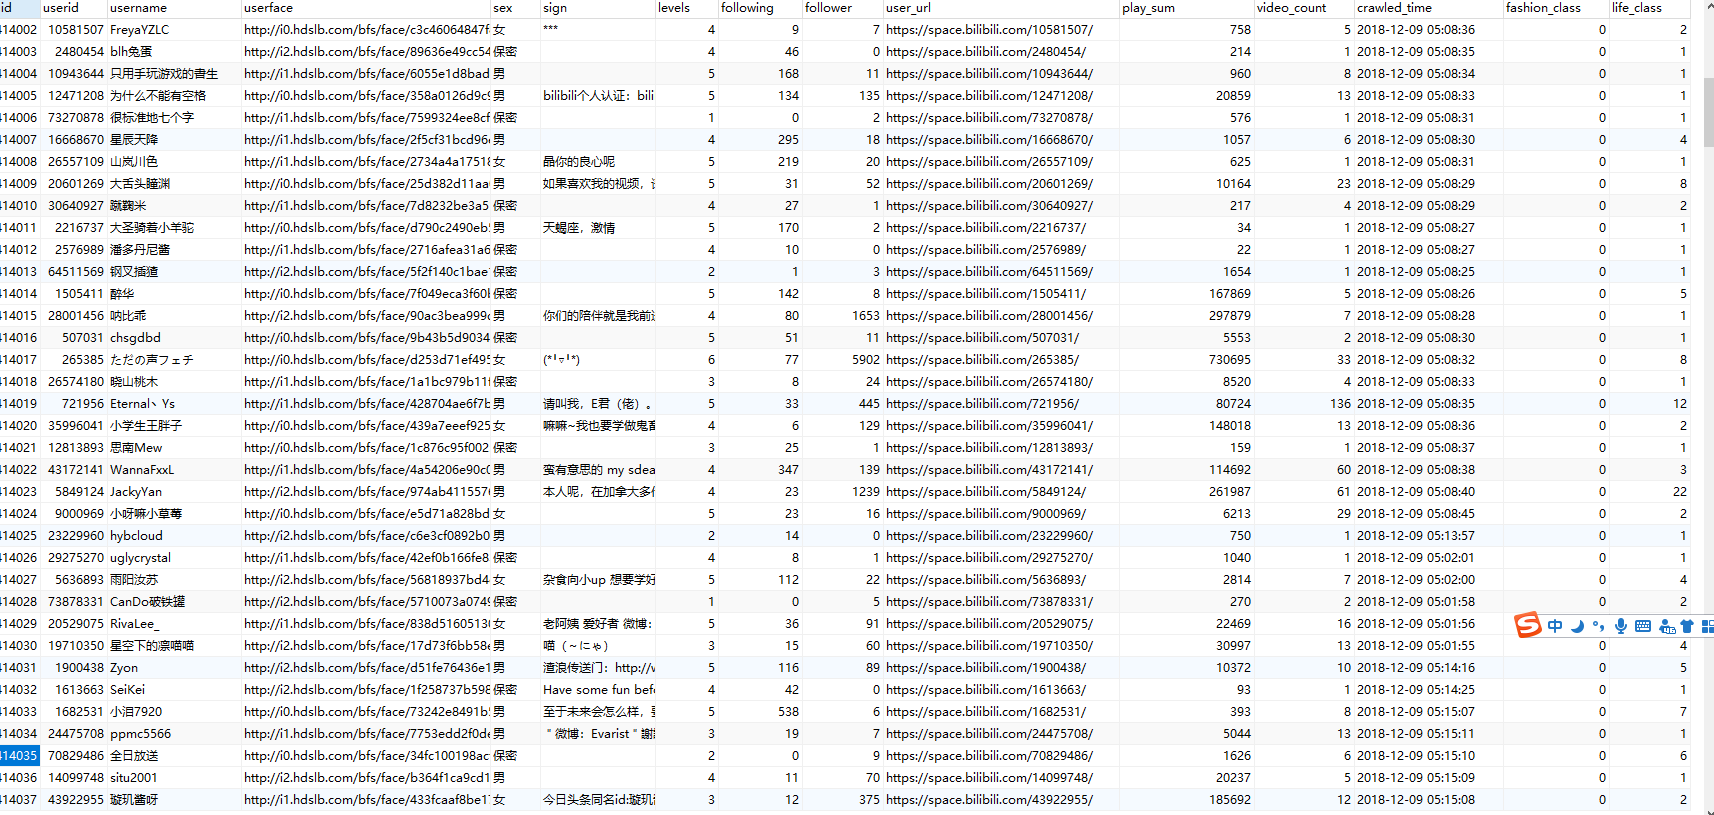 id userid username userface sex sign levels following follower user_url play_sum video_count crawled_time fashion_class life_class
414002 10581507 FreyaYZLC http://i0.hdslb.com/bfs/face/c3c46064847f 女 *** 4 9 7 https://space.bilibili.com/10581507/ 758 5 2018-12-09 05:08:36 0 2
414003 2480454 blh兔蛋 http://i0.hdslb.com/bfs/face/89636e49cc54 保密 4 46 0 https://space.bilibili.com/2480454/ 214 1 2018-12-09 05:08:35 0 1
414004 10943644 只用手玩游戏的書生 http://i1.hdslb.com/bfs/face/6055e1d8bad 男 5 168 11 https://space.bilibili.com/10943644/ 960 8 2018-12-09 05:08:34 0 1
414005 12471208 为什么不能有空格 http://i0.hdslb.com/bfs/face/358a0126d9c9 男 bilibili个人认证：bili 5 134 135 https://space.bilibili.com/12471208/ 20859 13 2018-12-09 05:08:33 0 1
414006 73270878 很标准地七个字 http://i1.hdslb.com/bfs/face/7599324ee8cf 保密 1 0 2 https://space.bilibili.com/73270878/ 576 1 2018-12-09 05:08:31 0 1
414007 16668670 星辰天降 http://i1.hdslb.com/bfs/face/2f5cf31bcd96 男 4 295 18 https://space.bilibili.com/16668670/ 1057 6 2018-12-09 05:08:30 0 4
414008 26557109 山岚川色 http://i1.hdslb.com/bfs/face/2734a4a17518 女 晶你的良心呢 5 219 20 https://space.bilibili.com/26557109/ 625 1 2018-12-09 05:08:31 0 1
414009 20601269 大舌头瞳渊 http://i0.hdslb.com/bfs/face/25d382d11aa 男 如果喜欢我的视频， 5 31 52 https://space.bilibili.com/20601269/ 10164 23 2018-12-09 05:08:29 0 8
414010 30640927 蹴鞠米 http://i1.hdslb.com/bfs/face/7d8232be3a5 保密 4 27 1 https://space.bilibili.com/30640927/ 217 4 2018-12-09 05:08:29 0 2
414011 2216737 大圣骑着小羊驼 http://i0.hdslb.com/bfs/face/d790c2490eb 男 天蝎座，激情 5 170 2 https://space.bilibili.com/2216737/ 34 1 2018-12-09 05:08:27 0 1
414012 2576989 潘多丹尼酱 http://i1.hdslb.com/bfs/face/2716afea31a6 保密 4 10 0 https://space.bilibili.com/2576989/ 22 1 2018-12-09 05:08:27 0 1
414013 64511569 钢叉插猹 http://i2.hdslb.com/bfs/face/5f2f140c1bae 保密 2 1 3 https://space.bilibili.com/64511569/ 1654 1 2018-12-09 05:08:25 0 1
414014 1505411 醉华 http://i0.hdslb.com/bfs/face/7f049eca3f60 保密 5 142 8 https://space.bilibili.com/1505411/ 167869 5 2018-12-09 05:08:26 0 5
414015 28001456 呐比乖 http://i2.hdslb.com/bfs/face/90ac3bea999 男 你们的陪伴就是我前 4 80 1653 https://space.bilibili.com/28001456/ 297879 7 2018-12-09 05:08:28 0 1
414016 507031 chsgdbd http://i0.hdslb.com/bfs/face/9b43b5d9034 保密 5 51 11 https://space.bilibili.com/507031/ 5553 2 2018-12-09 05:08:30 0 1
414017 265385 ただの声フェチ http://i0.hdslb.com/bfs/face/d253d71ef495 女 (*╹▽╹*) 6 77 5902 https://space.bilibili.com/265385/ 730695 33 2018-12-09 05:08:32 0 8
414018 26574180 晓山桃木 http://i1.hdslb.com/bfs/face/1a1bc979b11 保密 3 8 24 https://space.bilibili.com/26574180/ 8520 4 2018-12-09 05:08:33 0 1
414019 721956 Eternal丶Ys http://i1.hdslb.com/bfs/face/428704ae6f7b 男 请叫我，E君（佬）。 5 33 445 https://space.bilibili.com/721956/ 80724 136 2018-12-09 05:08:35 0 12
414020 35996041 小学生王胖子 http://i0.hdslb.com/bfs/face/439a7eeef925 女 嘛嘛~我也要学做鬼畜 4 6 129 https://space.bilibili.com/35996041/ 148018 13 2018-12-09 05:08:36 0 2
414021 12813893 思南Mew http://i0.hdslb.com/bfs/face/1c876c95f002 保密 3 25 1 https://space.bilibili.com/12813893/ 159 1 2018-12-09 05:08:37 0 1
414022 43172141 WannaFxxL http://i1.hdslb.com/bfs/face/4a54206e90c0 男 蛮有意思的 my sdea 4 347 139 https://space.bilibili.com/43172141/ 114692 60 2018-12-09 05:08:38 0 3
414023 5849124 JackyYan http://i2.hdslb.com/bfs/face/974ab411557 男 本人呢，在加拿大多 4 23 1239 https://space.bilibili.com/5849124/ 261987 61 2018-12-09 05:08:40 0 22
414024 9000969 小呀嘛小草莓 http://i0.hdslb.com/bfs/face/e5d71a828bd 女 5 23 16 https://space.bilibili.com/9000969/ 6213 29 2018-12-09 05:08:45 0 2
414025 23229960 hybcloud http://i2.hdslb.com/bfs/face/c6e3cf0892b0 男 2 14 0 https://space.bilibili.com/23229960/ 750 1 2018-12-09 05:13:57 0 1
414026 29275270 uglycrystal http://i1.hdslb.com/bfs/face/42ef0b166fe8 保密 4 8 1 https://space.bilibili.com/29275270/ 1040 1 2018-12-09 05:02:01 0 1
414027 5636893 雨阳汝苏 http://i2.hdslb.com/bfs/face/56818937bd4 女 杂食向小up 想要学好 5 112 22 https://space.bilibili.com/5636893/ 2814 7 2018-12-09 05:02:00 0 4
414028 73878331 CanDo破铁罐 http://i2.hdslb.com/bfs/face/5710073a0749 保密 1 0 5 https://space.bilibili.com/73878331/ 270 2 2018-12-09 05:01:58 0 2
414029 20529075 RivaLee_ http://i1.hdslb.com/bfs/face/838d5160513 女 老阿姨 爱好者 微博： 5 36 91 https://space.bilibili.com/20529075/ 22469 16 2018-12-09 05:01:56 中
414030 19710350 星空下的凛喵喵 http://i2.hdslb.com/bfs/face/17d73f6bb58 男 喵（～にゃ） 3 15 60 https://space.bilibili.com/19710350/ 30997 13 2018-12-09 05:01:55 0 4
414031 1900438 Zyon http://i1.hdslb.com/bfs/face/d51fe76436e1 男 渣浪传送门：http://v 5 116 89 https://space.bilibili.com/1900438/ 10372 10 2018-12-09 05:14:16 0 5
414032 1613663 SeiKei http://i2.hdslb.com/bfs/face/1f258737b598 保密 Have some fun befo 4 42 0 https://space.bilibili.com/1613663/ 93 1 2018-12-09 05:14:25 0 1
414033 1682531 小泪7920 http://i0.hdslb.com/bfs/face/73242e8491b 男 至于未来会怎么样， 5 538 6 https://space.bilibili.com/1682531/ 393 8 2018-12-09 05:15:07 0 7
414034 24475708 ppmc5566 http://i1.hdslb.com/bfs/face/7753edd2f0d 男 ＂微博：Evarist＂謝 3 19 7 https://space.bilibili.com/24475708/ 5044 13 2018-12-09 05:15:11 0 1
414035 70829486 全日放送 http://i0.hdslb.com/bfs/face/34fc100198ac 保密 2 0 9 https://space.bilibili.com/70829486/ 1626 6 2018-12-09 05:15:10 0 6
414036 14099748 situ2001 http://i2.hdslb.com/bfs/face/b364f1ca9cd1 男 4 11 70 https://space.bilibili.com/14099748/ 20237 5 2018-12-09 05:15:09 0 1
414037 43922955 璇玑酱呀 http://i1.hdslb.com/bfs/face/433fcaaf8be1 女 今日头条同名id:璇玑 3 12 375 https://space.bilibili.com/43922955/ 185692 12 2018-12-09 05:15:08 0 2